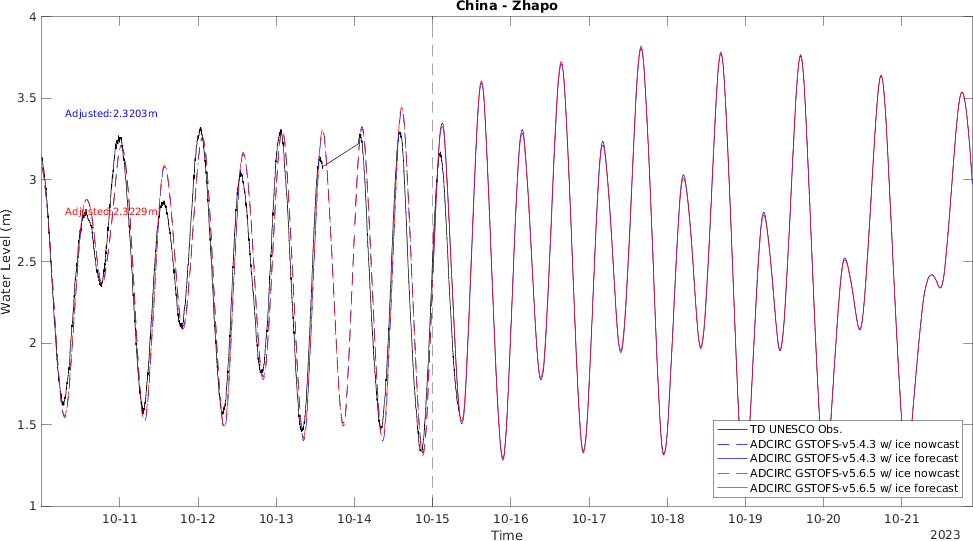 China - Zhapo
4
3.5
3
2.5
2
1.5
1
Water Level (m)
Adjusted:2.3203m
Adjusted:2.3229m
TD UNESCO Obs.
ADCIRC GSTOFS-v5.4.3 w/ ice nowcast
ADCIRC GSTOFS-v5.4.3 w/ ice forecast
ADCIRC GSTOFS-v5.6.5 w/ ice nowcast
ADCIRC GSTOFS-v5.6.5 w/ ice forecast
10-11 10-12 10-13 10-14 10-15 10-16 10-17 10-18 10-19 10-20 10-21
Time
2023